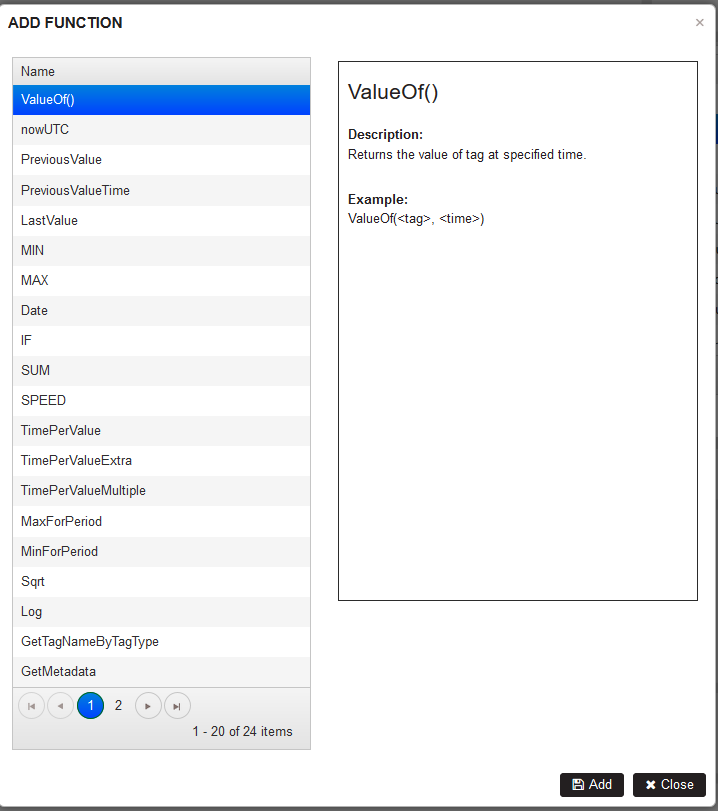 ADD FUNCTION
×
Name
ValueOf()
nowUTC
PreviousValue
PreviousValueTime
LastValue
MIN
MAX
Date
IF
SUM
SPEED
TimePerValue
TimePerValueExtra
TimePerValueMultiple
MaxForPeriod
MinForPeriod
Sqrt
Log
GetTagNameByTagType
GetMetadata
1 2
1 - 20 of 24 items
ValueOf()
Description:
Returns the value of tag at specified time.
Example:
ValueOf(<tag>, <time>)
Add
Close